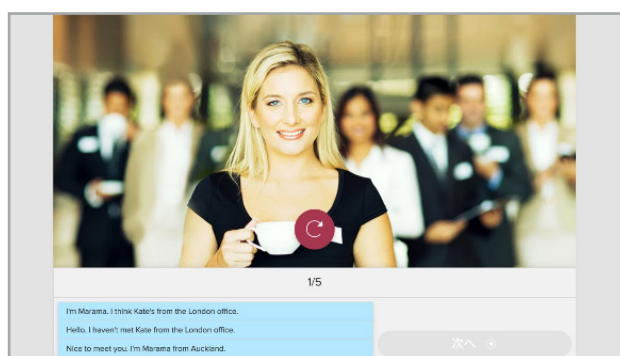 1/5
I'm Marama. I think Kate's from the London office.
Hello. I haven't met Kate from the London office.
Nice to meet you. I'm Marama from Auckland.
次へ